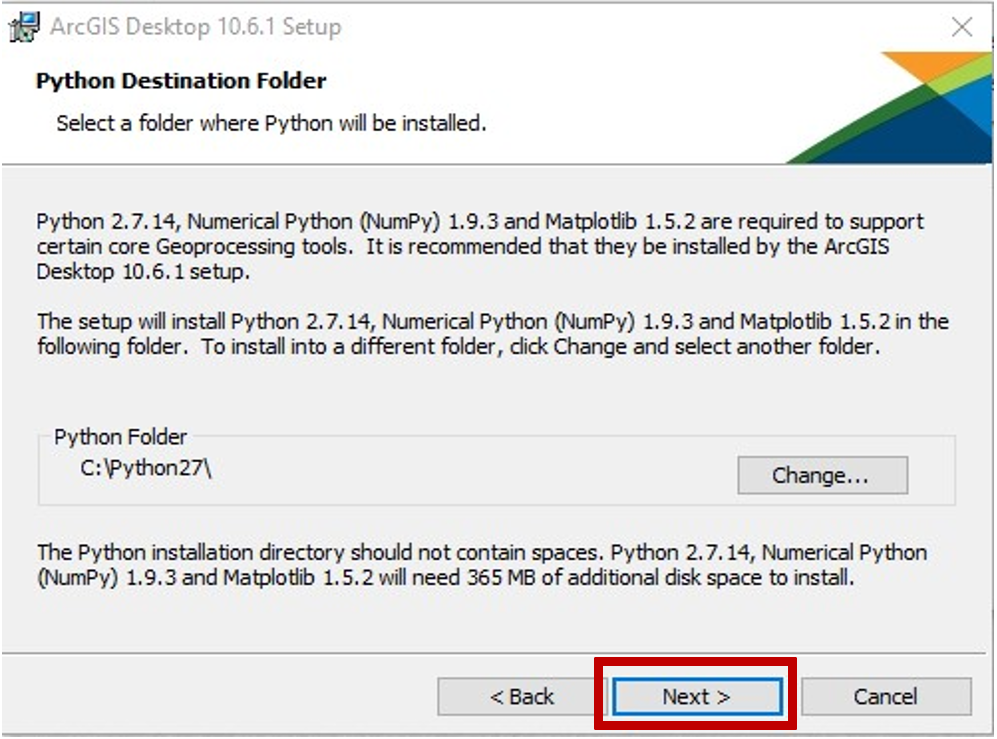 ArcGIS Desktop 10.6.1 Setup
Python Destination Folder
Select a folder where Python will be installed.
Python 2.7.14, Numerical Python (NumPy) 1.9.3 and Matplotlib 1.5.2 are required to support
certain core Geoprocessing tools.  It is recommended that they be installed by the ArcGIS
Desktop 10.6.1 setup.
The setup will install Python 2.7.14, Numerical Python (NumPy) 1.9.3 and Matplotlib 1.5.2 in the
following folder.  To install into a different folder, click Change and select another folder.
Python Folder
C:\Python27\
Change...
The Python installation directory should not contain spaces. Python 2.7.14, Numerical Python
(NumPy) 1.9.3 and Matplotlib 1.5.2 will need 365 MB of additional disk space to install.
< Back
Next >
Cancel